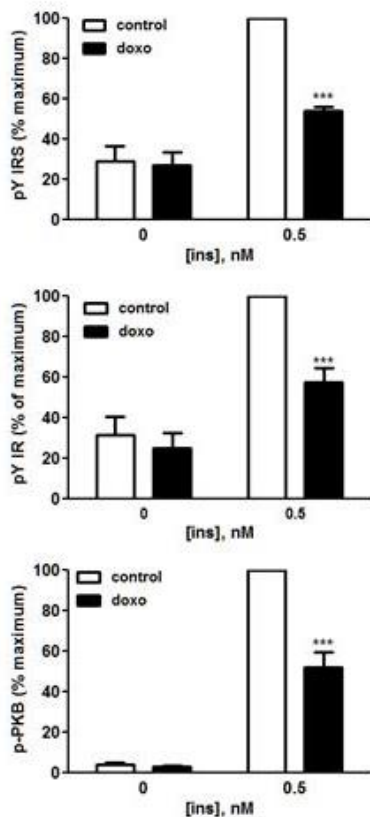 pY IRS (% maximum)
100
80
60
40
20
0
control
doxo
***
0 0.5
[ins], nM
pY IR (% of maximum)
100
80
60
40
20
0
control
doxo
***
0 0.5
[ins], nM
p-PKB (% maximum)
100
80
60
40
20
0
control
doxo
***
0 0.5
[ins], nM